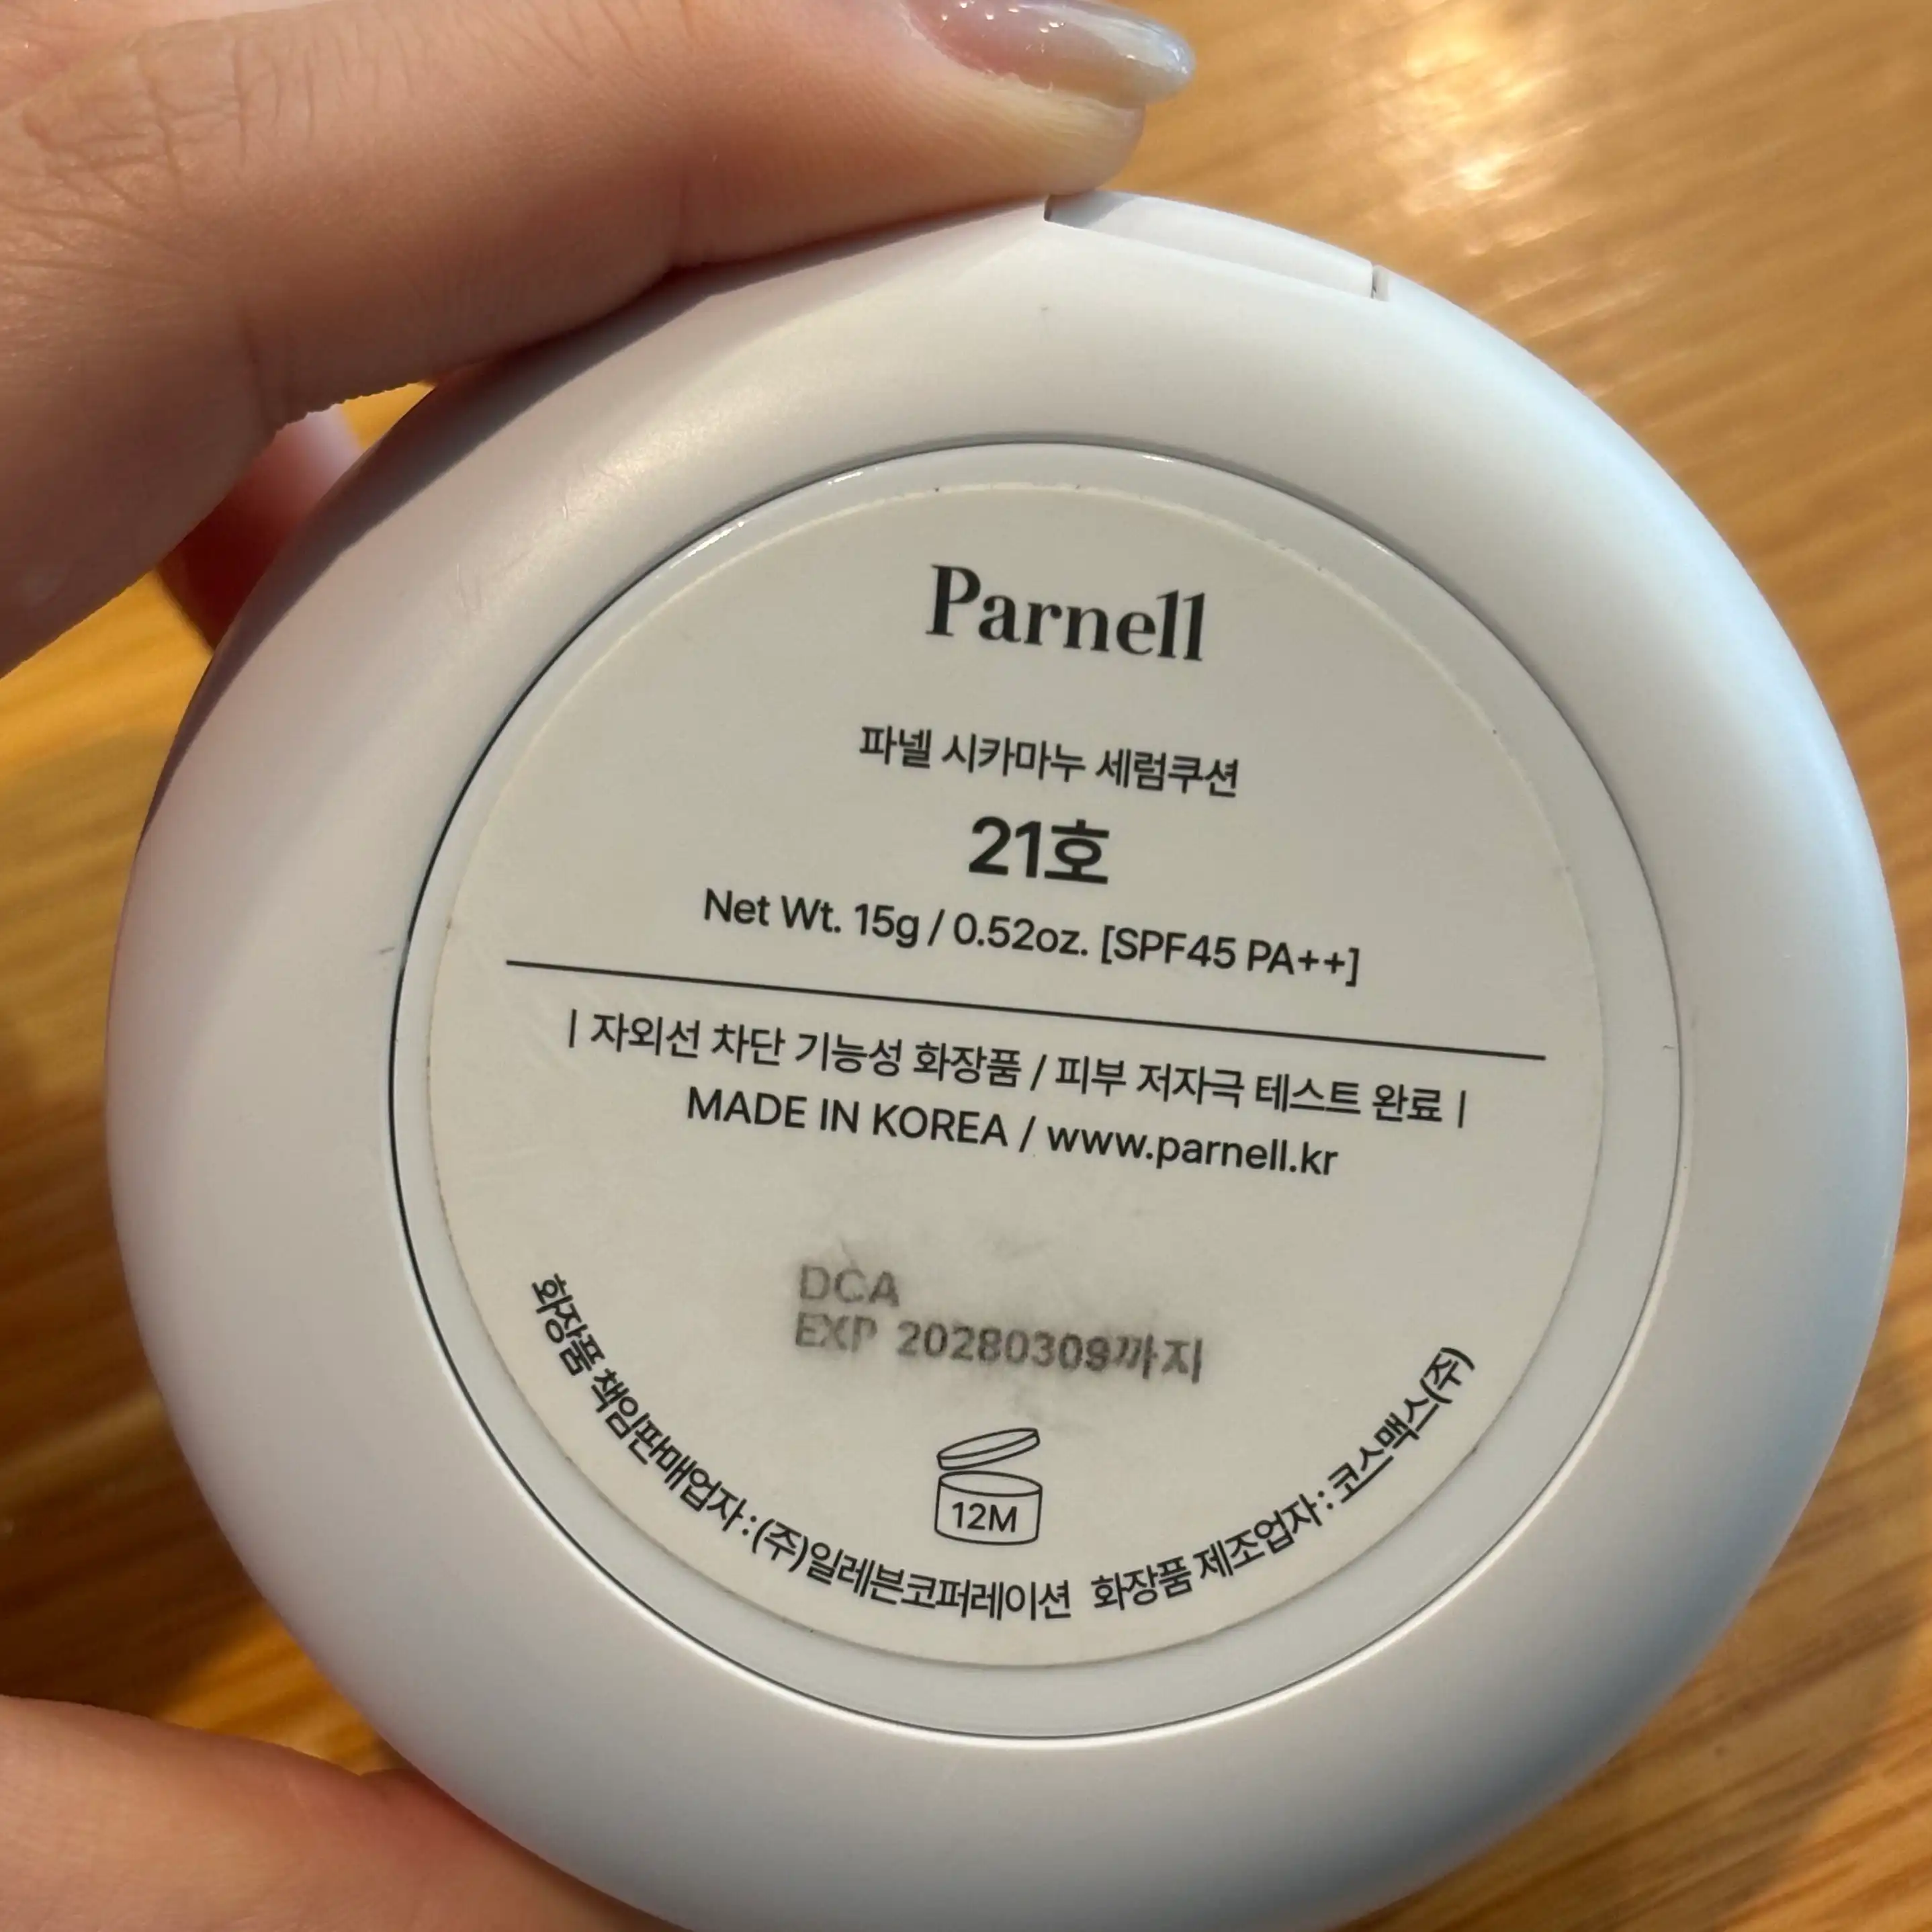 Parnell
파넬 시카마누 세럼쿠션
21호
Net Wt. 15g / 0.52oz. [SPF45 PA++]
| 자외선 차단 기능성 화장품 / 피부 저자극 테스트 완료 |
MADE IN KOREA / www.parnell.kr
DCA
EXP 20280309까지
12M
화장품 책임판매업자 : (주)일레븐코퍼레이션 화장품 제조업자 : 코스맥스(주)